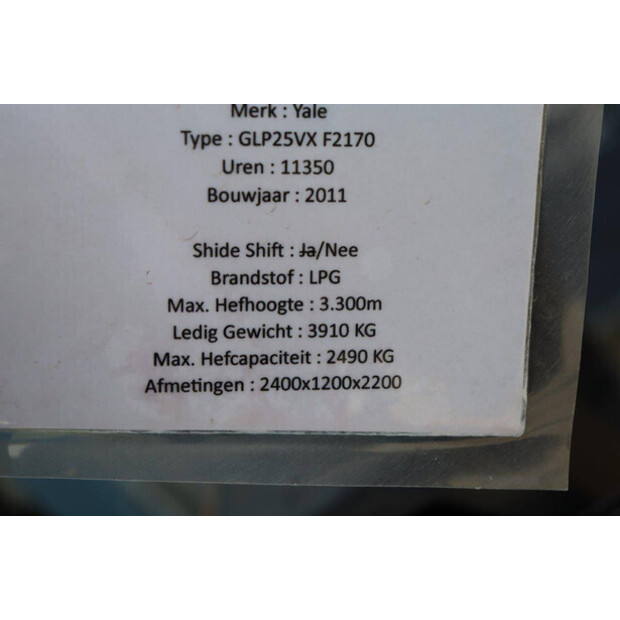 Merk : Yale
Type : GLP25VX F2170
Uren : 11350
Bouwjaar : 2011
Shide Shift : Ja/Nee
Brandstof : LPG
Max. Hefhoogte : 3.300m
Ledig Gewicht : 3910 KG
Max. Hefcapaciteit : 2490 KG
Afmetingen : 2400x1200x2200